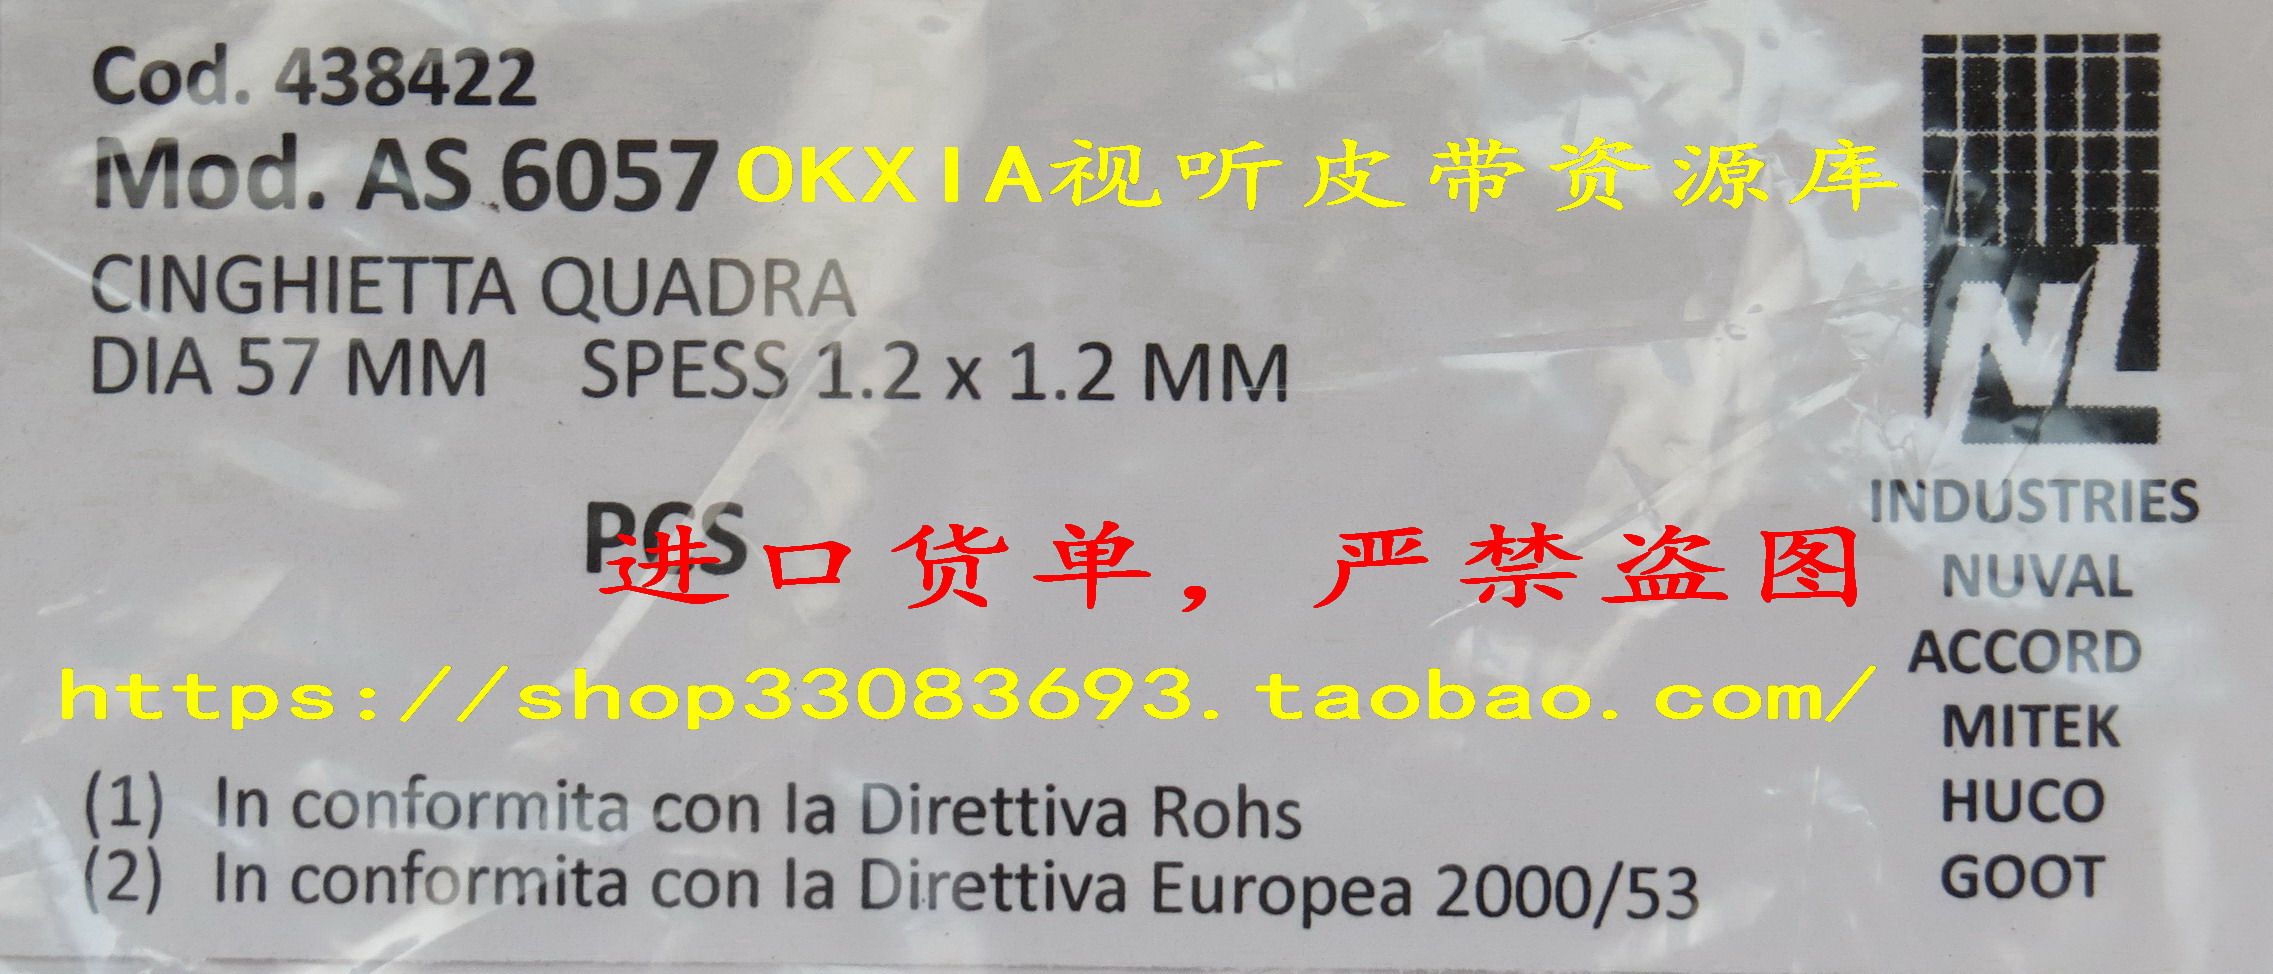 Cod. 438422
Mod. AS 6057
OKXIA视听皮带资源库
CINGHIETTA QUADRA
DIA 57 MM SPESS 1.2 x 1.2 MM
PCS
进口货单，严禁盗图
https://shop33083693.taobao.com/
(1) In conformita con la Direttiva Rohs
(2) In conformita con la Direttiva Europea 2000/53
NL
INDUSTRIES
NUVAL
ACCORD
MITEK
HUCO
GOOT